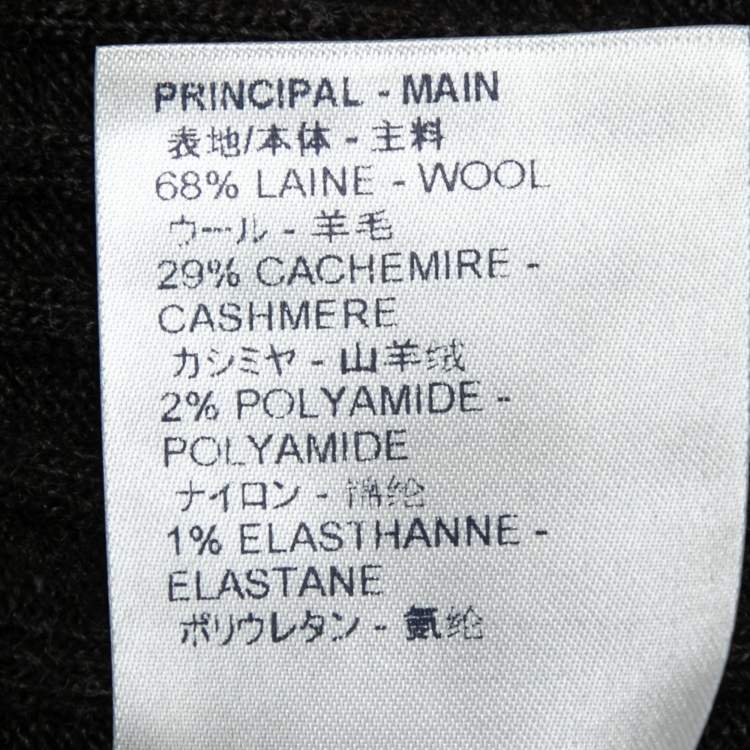 PRINCIPAL - MAIN
表地/本体 - 主料
68% LAINE - WOOL
ウール - 羊毛
29% CACHEMIRE -
CASHMERE
カシミヤ - 山羊绒
2% POLYAMIDE -
POLYAMIDE
ナイロン - 锦纶
1% ELASTHANNE -
ELASTANE
ポリウレタン - 氨纶